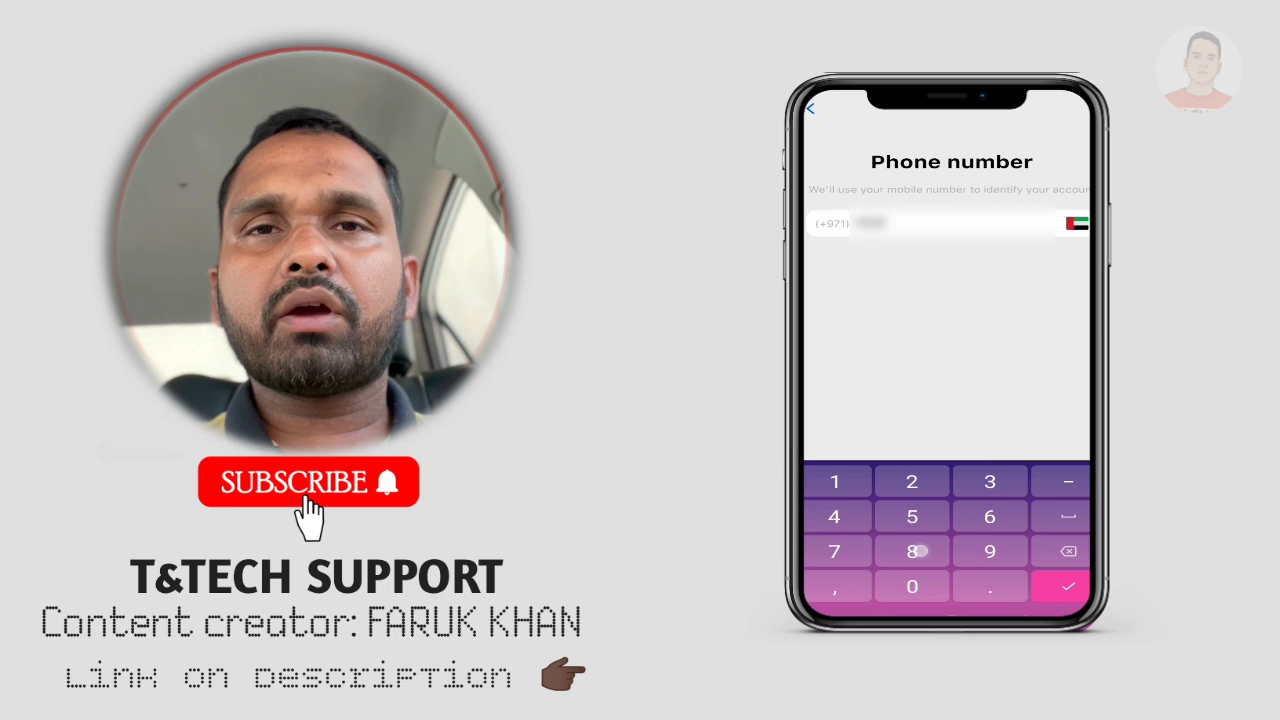 SUBSCRIBE
T&TECH SUPPORT
Content creator: FARUK KHAN
Link on Description
Phone number
We'll use your mobile number to identify your accoun
(+971)
1 2 3 –
4 5 6
7 8 9
, 0 .